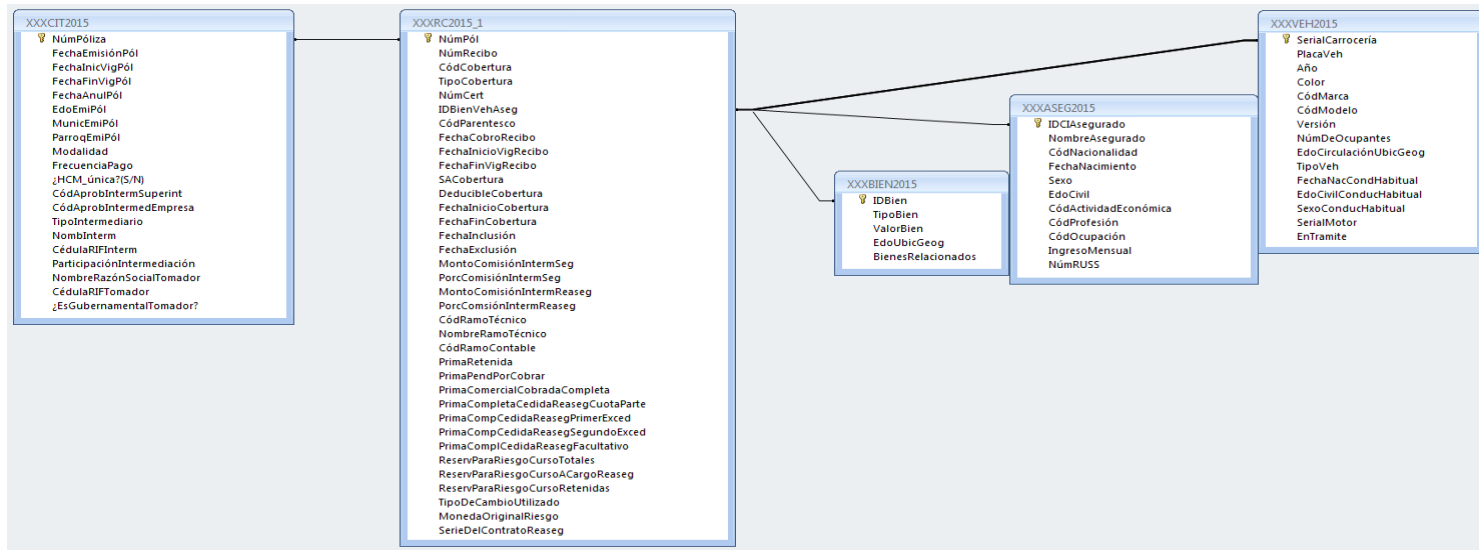 XXXCIT2015
NúmPóliza
FechaEmisiónPól
FechaInicVigPól
FechaFinVigPól
FechaAnulPól
EdoEmiPól
MunicEmiPól
ParroqEmiPól
Modalidad
FrecuenciaPago
¿HCM_única?(S/N)
CódAprobIntermSuperint
CódAprobIntermedEmpresa
TipoIntermediario
NombInterm
CédulaRIFInterm
ParticipaciónIntermediación
NombreRazónSocialTomador
CédulaRIFTomador
¿EsGubernamentalTomador?
XXXRC2015_1
NúmPól
NúmRecibo
CódCobertura
TipoCobertura
NúmCert
IDBienVehAseg
CódParentesco
FechaCobroRecibo
FechaInicioVigRecibo
FechaFinVigRecibo
SACobertura
DeducibleCobertura
FechaInicioCobertura
FechaFinCobertura
FechaInclusión
FechaExclusión
MontoComisiónIntermSeg
PorcComisiónIntermSeg
MontoComisiónIntermReaseg
PorcComsiónIntermReaseg
CódRamoTécnico
NombreRamoTécnico
CódRamoContable
PrimaRetenida
PrimaPendPorCobrar
PrimaComercialCobradaCompleta
PrimaCompletaCedidaReasegCuotaParte
PrimaCompCedidaReasegPrimerExced
PrimaCompCedidaReasegSegundoExced
PrimaComplCedidaReasegFacultativo
ReservParaRiesgoCursoTotales
ReservParaRiesgoCursoACargoReaseg
ReservParaRiesgoCursoRetenidas
TipoDeCambioUtilizado
MonedaOriginalRiesgo
SerieDelContratoReaseg
XXXBIEN2015
IDBien
TipoBien
ValorBien
EdoUbicGeog
BienesRelacionados
XXXASEG2015
IDCIAsegurado
NombreAsegurado
CódNacionalidad
FechaNacimiento
Sexo
EdoCivil
CódActividadEconómica
CódProfesión
CódOcupación
IngresoMensual
NúmRUSS
XXXVEH2015
SerialCarrocería
PlacaVeh
Año
Color
CódMarca
CódModelo
Versión
NúmDeOcupantes
EdoCirculaciónUbicGeog
TipoVeh
FechaNacCondHabitual
EdoCivilConducHabitual
SexoConducHabitual
SerialMotor
EnTramite